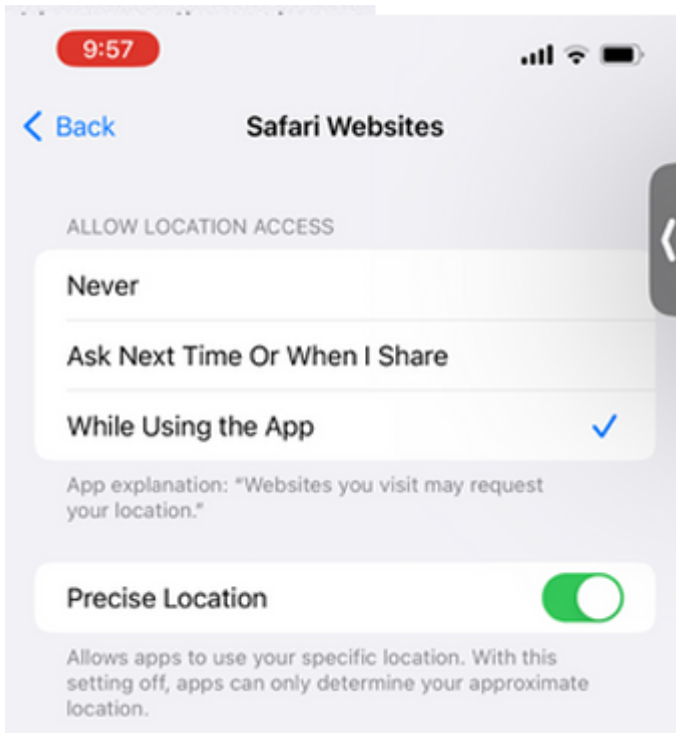 9:57
Back
Safari Websites
ALLOW LOCATION ACCESS
Never
Ask Next Time Or When I Share
While Using the App
App explanation: “Websites you visit may request
your location.”
Precise Location
Allows apps to use your specific location. With this
setting off, apps can only determine your approximate
location.